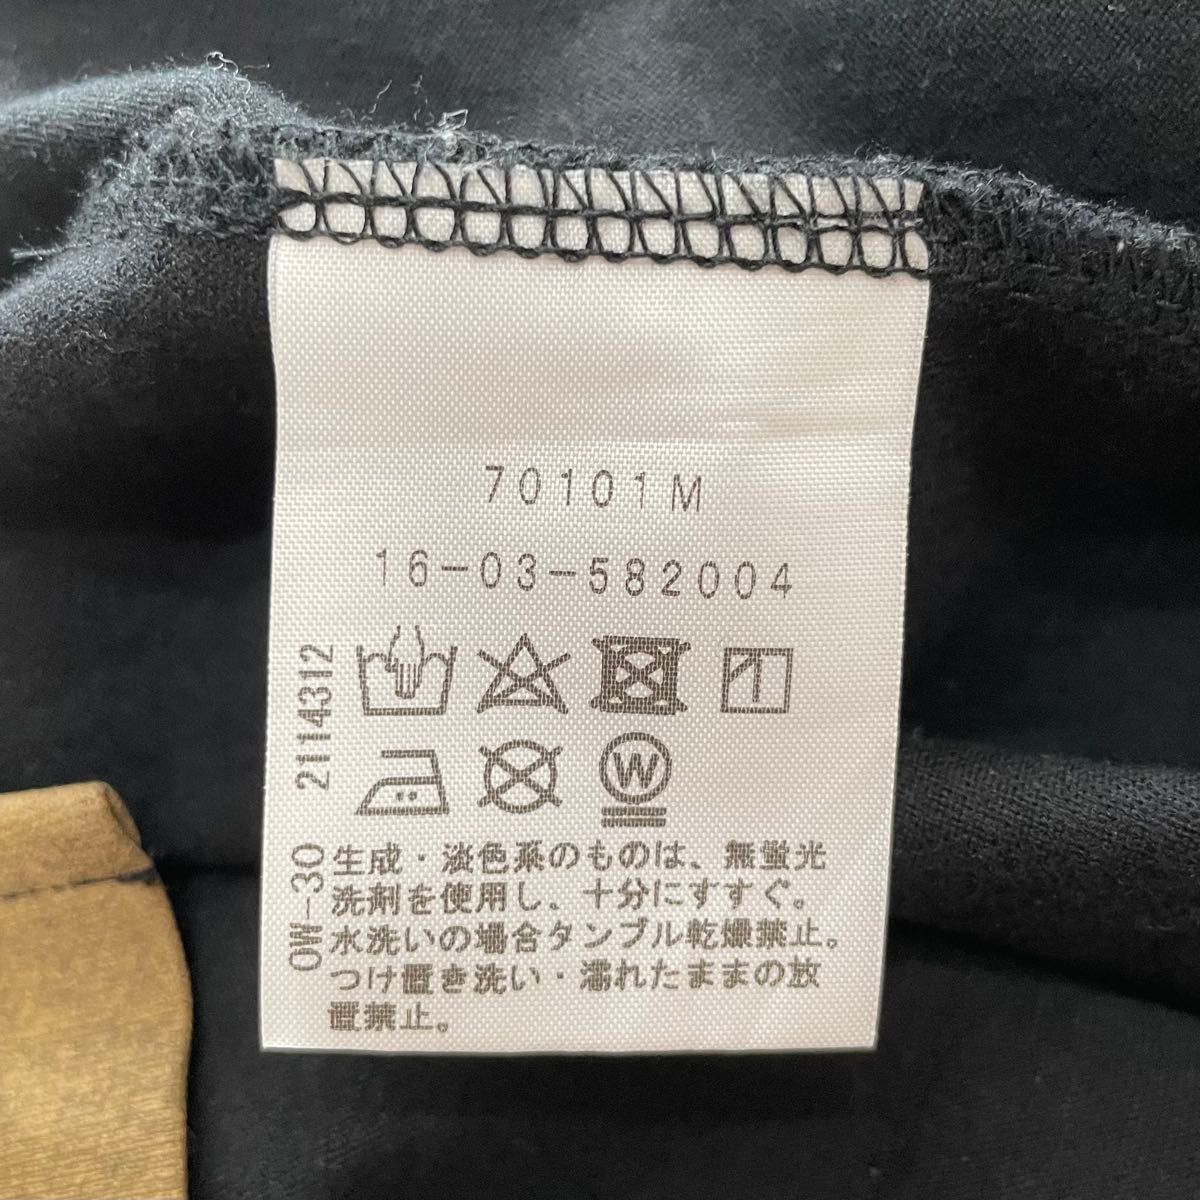 70101M
16-03-582004
W
生成・淡色系のものは、無蛍光
洗剤を使用し、十分にすすぐ。
水洗いの場合タンブル乾燥禁止。
つけ置き洗い・濡れたままの放
置禁止。
OW-30 2114312